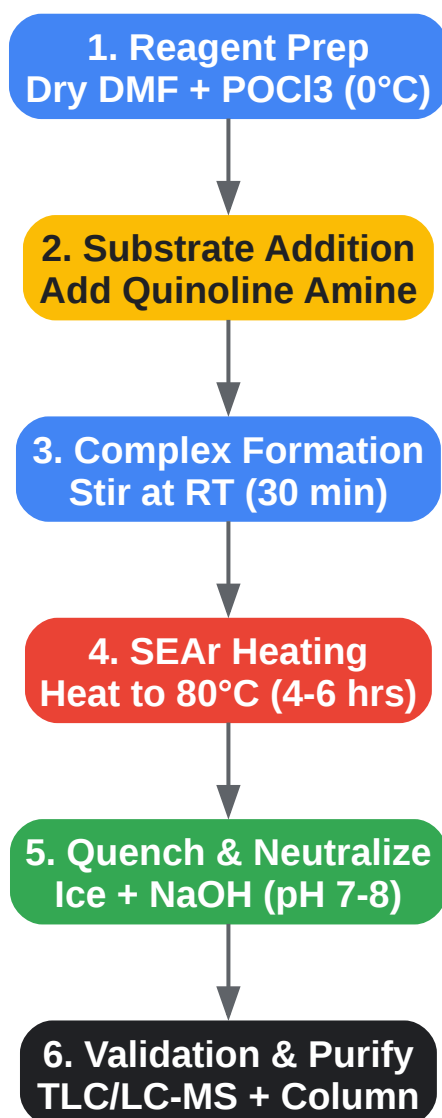 1. Reagent Prep
Dry DMF + POCl3 (0°C)
2. Substrate Addition
Add Quinoline Amine
3. Complex Formation
Stir at RT (30 min)
4. SEAr Heating
Heat to 80°C (4-6 hrs)
5. Quench & Neutralize
Ice + NaOH (pH 7-8)
6. Validation & Purify
TLC/LC-MS + Column